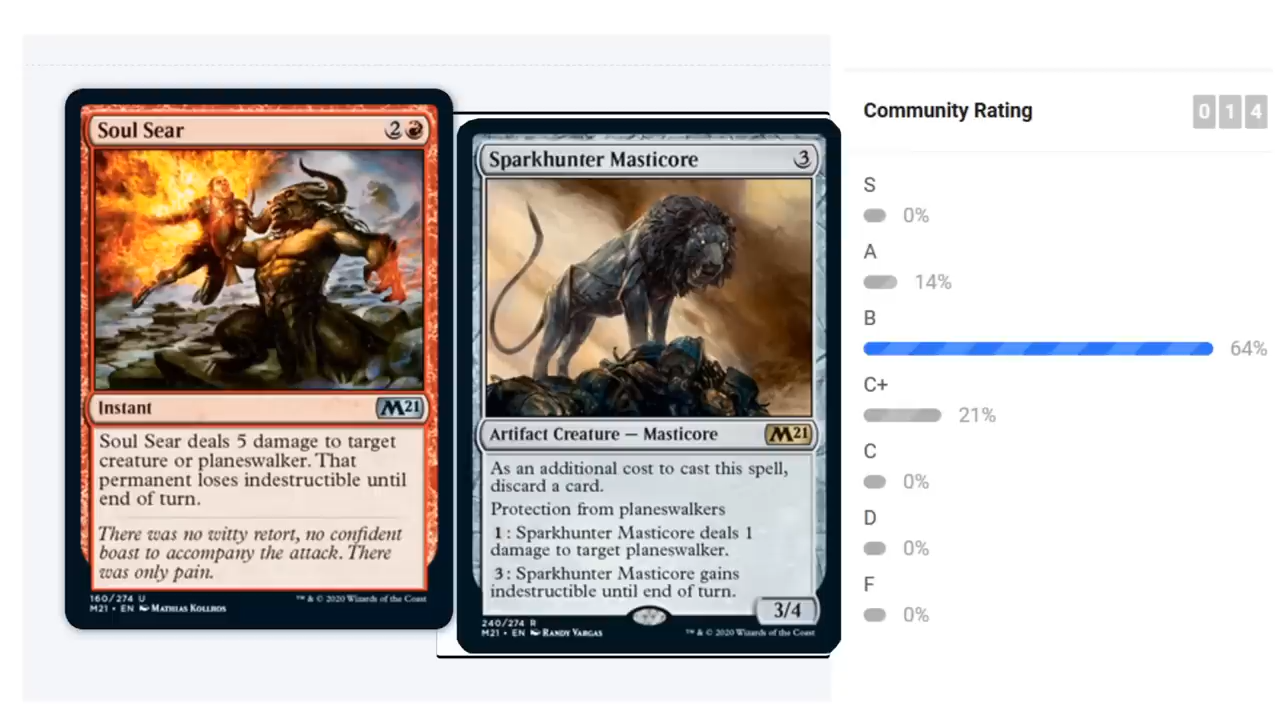 Soul Sear 2
Instant M21
Soul Sear deals 5 damage to target
creature or planeswalker. That
permanent loses indestructible until
end of turn.
There was no witty retort, no confident
boast to accompany the attack. There
was only pain.
160/274 U
M21 • EN MATHIAS KOLLROS
™ & © 2020 Wizards of the Coast
Sparkhunter Masticore 3
Artifact Creature — Masticore M21
As an additional cost to cast this spell,
discard a card.
Protection from planeswalkers
1 : Sparkhunter Masticore deals 1
damage to target planeswalker.
3 : Sparkhunter Masticore gains
indestructible until end of turn.
3/4
240/274 R
M21 • EN RANDY VARGAS
™ & © 2020 Wizards of the Coast
Community Rating 0 1 4
S
0%
A
14%
B
64%
C+
21%
C
0%
D
0%
F
0%